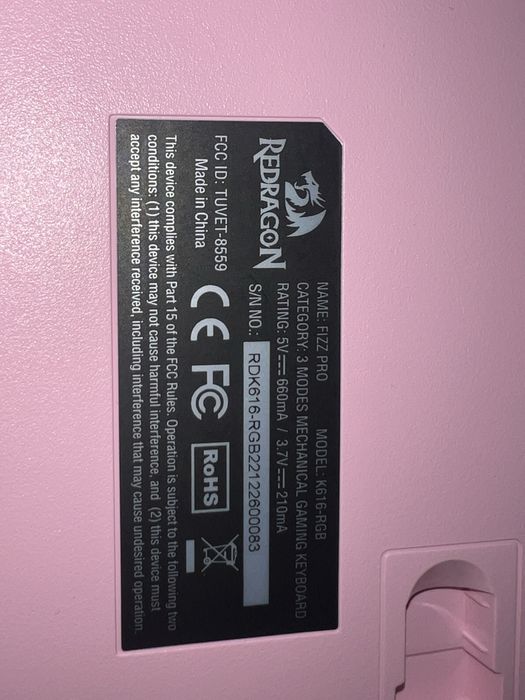 REDRAGON
NAME: FIZZ PRO MODEL: K616-RGB
CATEGORY: 3 MODES MECHANICAL GAMING KEYBOARD
RATING: 5V⎓660mA / 3.7V⎓210mA
S/N NO.: RDK616-RGB22122600083
FCC ID: TUVET-8559
Made in China
CE FC RoHS
This device complies with Part 15 of the FCC Rules. Operation is subject to the following two
conditions: (1) this device may not cause harmful interference, and (2) this device must
accept any interference received, including interference that may cause undesired operation.